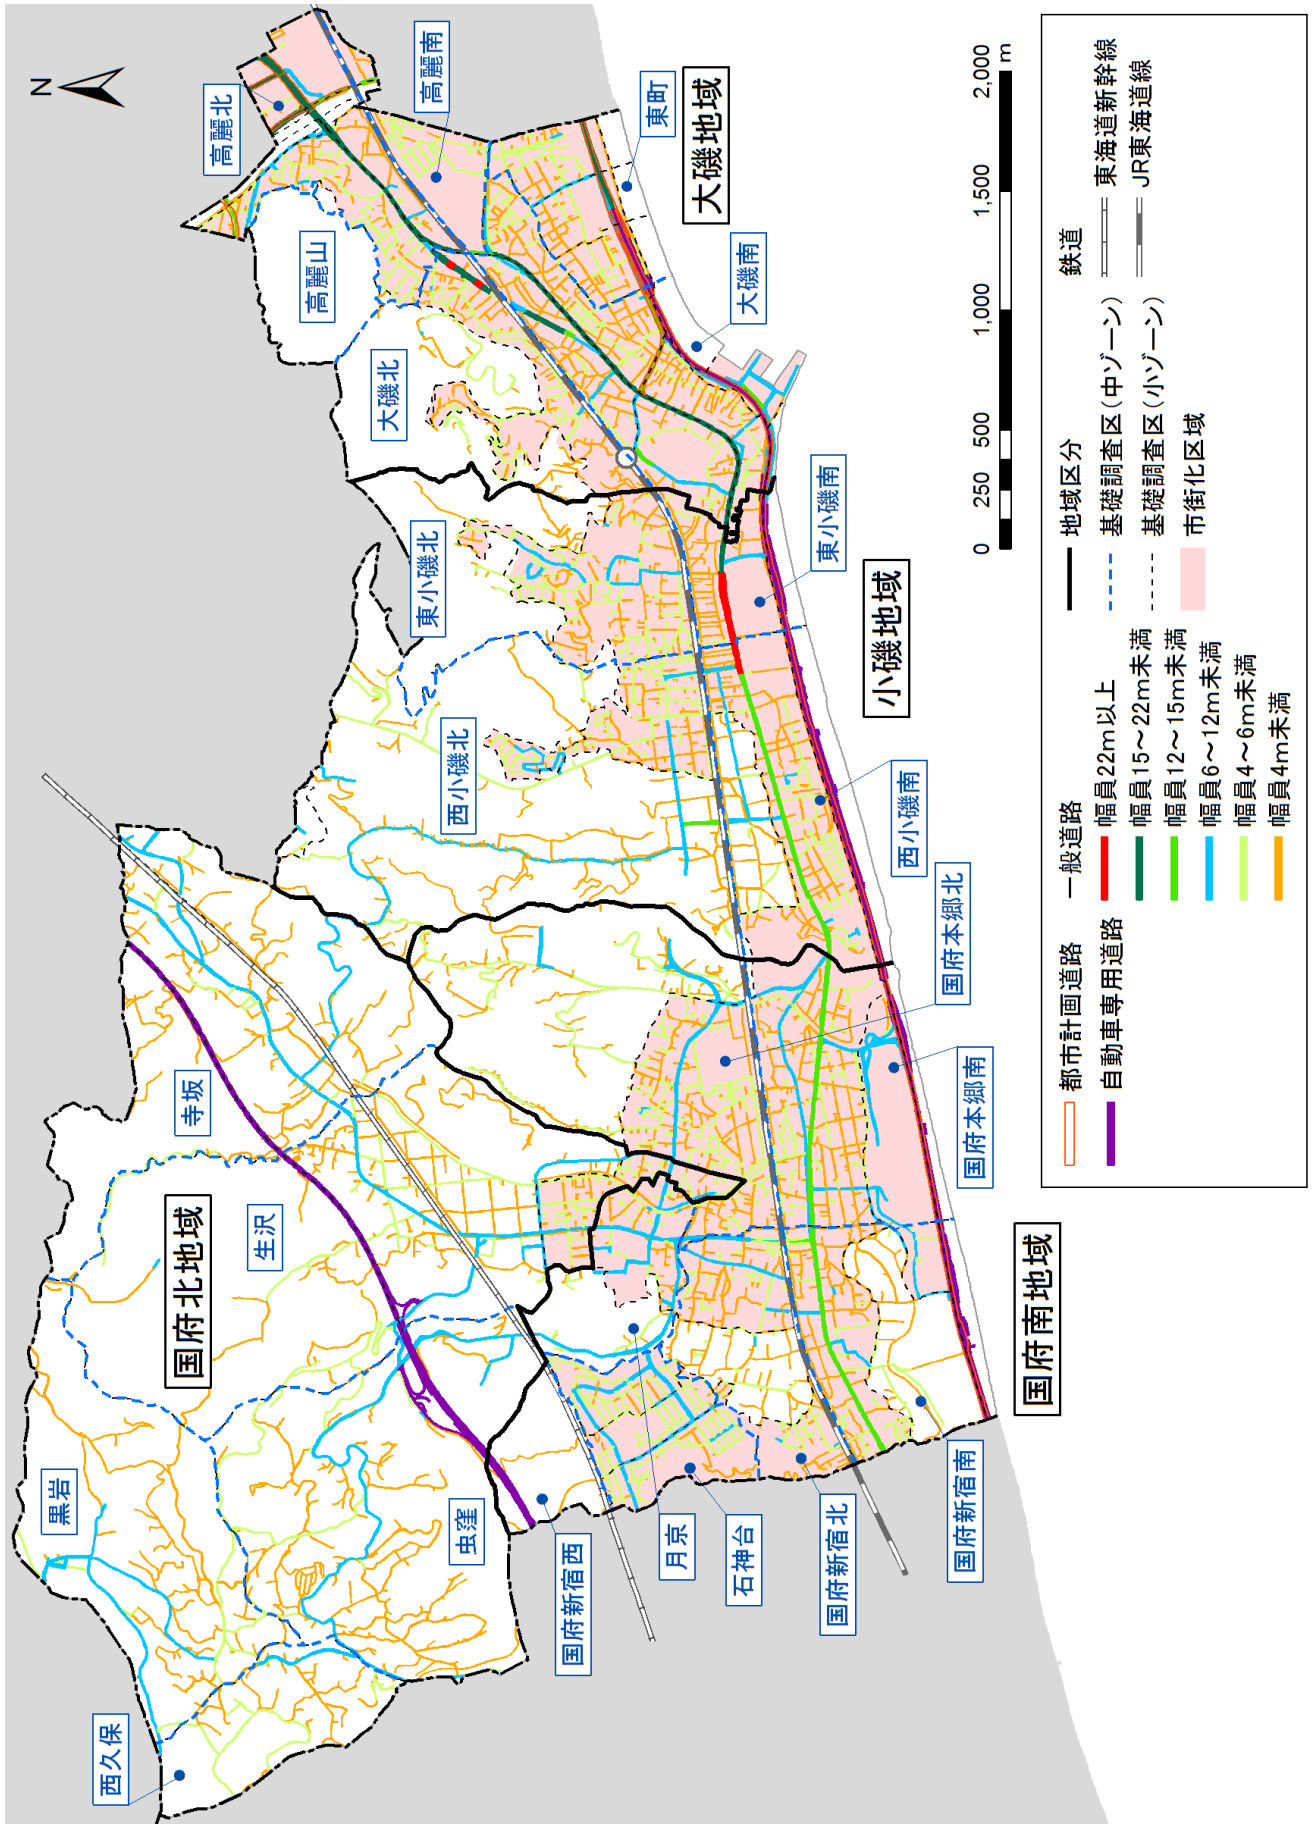 N
高麗北
高麗南
高麗山
東町
大磯地域
大磯南
大磯北
東小磯北
東小磯南
小磯地域
西小磯北
西小磯南
国府本郷北
国府本郷南
寺坂
生沢
国府北地域
黒岩
虫窪
西久保
国府新宿西
月京
石神台
国府新宿北
国府新宿南
国府南地域
0 250 500 1,000 1,500 2,000
m
都市計画道路
自動車専用道路
一般道路
幅員22m以上
幅員15～22m未満
幅員12～15m未満
幅員6～12m未満
幅員4～6m未満
幅員4m未満
地域区分
基礎調査区(中ゾーン)
基礎調査区(小ゾーン)
市街化区域
鉄道
東海道新幹線
JR東海道線